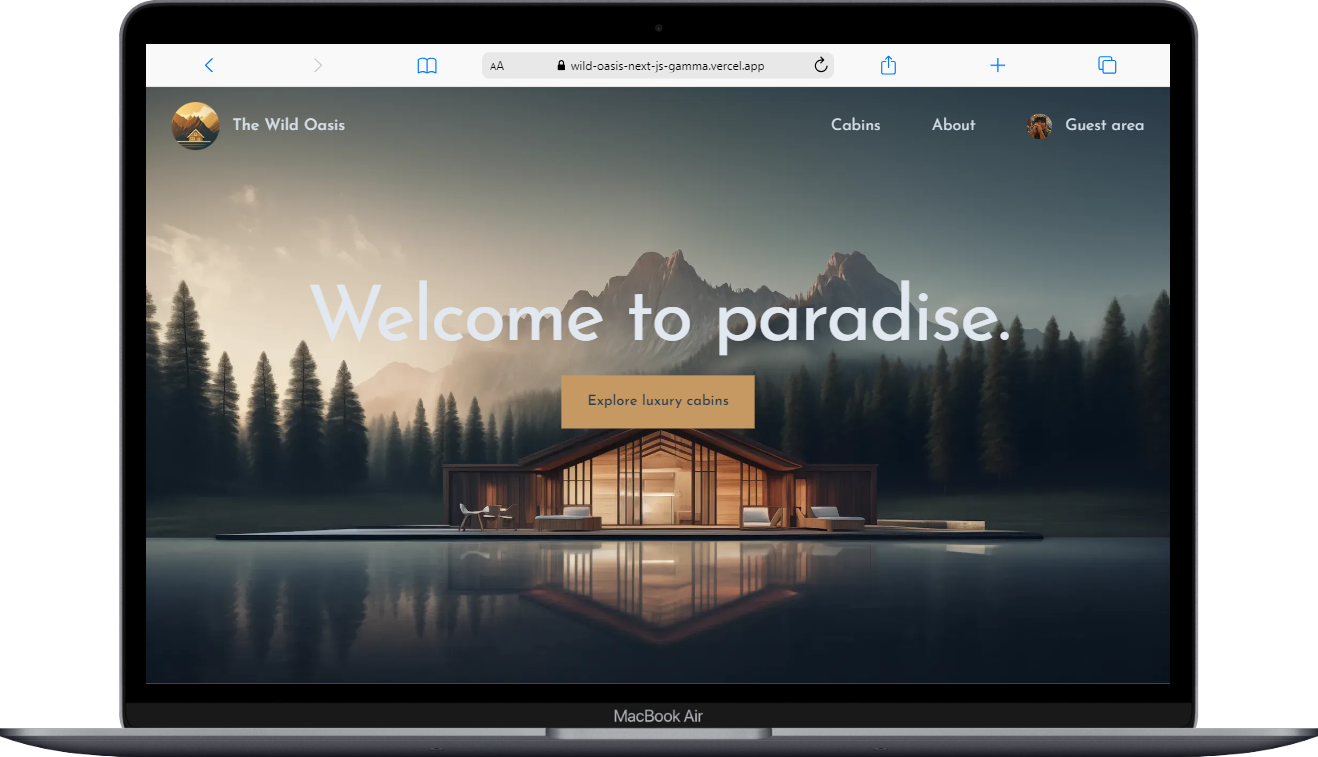 AA wild-oasis-next-js-gamma.vercel.app
The Wild Oasis Cabins About Guest area
Welcome to paradise.
Explore luxury cabins
MacBook Air